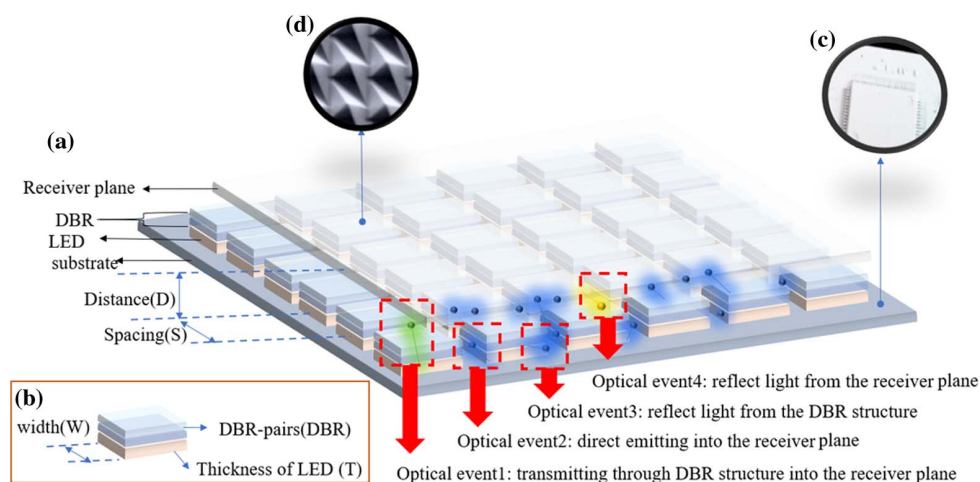 (d)
(c)
(a)
Receiver plane
DBR
LED
substrate
Distance(D)
Spacing(S)
Optical event4: reflect light from the receiver plane
(b)
Optical event3: reflect light from the DBR structure
width(W)
DBR-pairs(DBR)
Optical event2: direct emitting into the receiver plane
Thickness of LED (T)
Optical event1: transmitting through DBR structure into the receiver plane